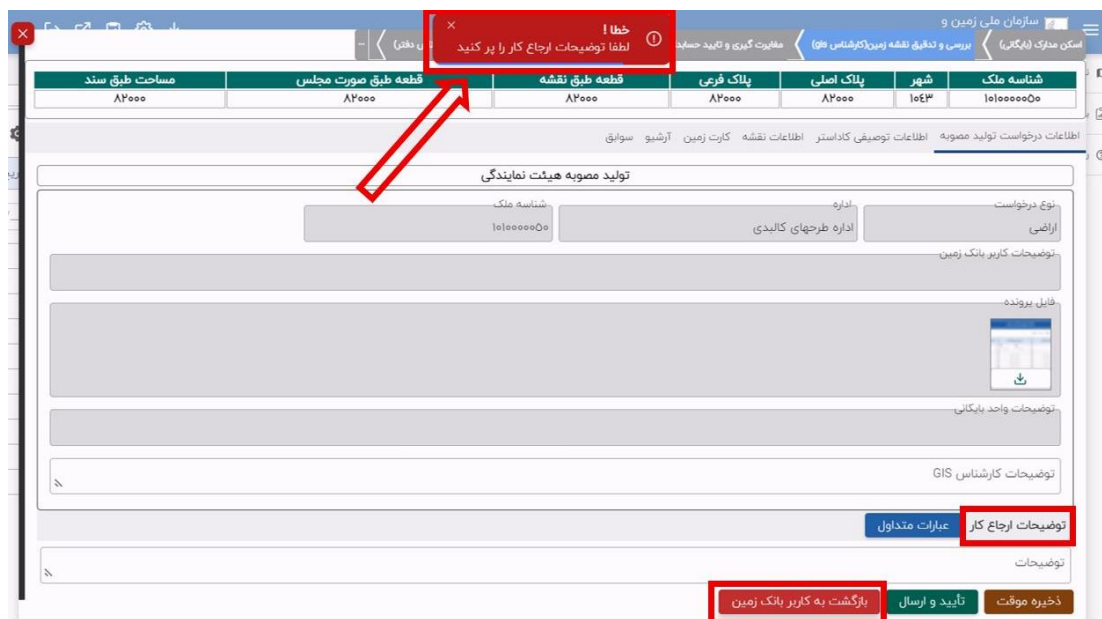 سازمان ملی زمین و
اسکن مدارک (بایگانی)
بررسی و تدقیق نقشه زمین(کارشناس gis)
مغایرت گیری و تایید حساب
دفتر)
خطا !
لطفا توضیحات ارجاع کار را پر کنید
شناسه ملک شهر پلاک اصلی پلاک فرعی قطعه طبق نقشه قطعه طبق صورت مجلس مساحت طبق سند
۱۰۱۰۰۰۰۰۵۰ ۱۰۴۳ ۸۲۰۰۰ ۸۲۰۰۰ ۸۲۰۰۰ ۸۲۰۰۰ ۸۲۰۰۰
اطلاعات درخواست تولید مصوبه اطلاعات توصیفی کاداستر اطلاعات نقشه کارت زمین آرشیو سوابق
تولید مصوبه هیئت نمایندگی
نوع درخواست اداره شناسه ملک
اراضی اداره طرحهای کالبدی ۱۰۱۰۰۰۰۰۵۰
توضیحات کاربر بانک زمین
فایل پرونده
توضیحات واحد بایگانی
توضیحات کارشناس GIS
توضیحات ارجاع کار عبارات متداول
توضیحات
ذخیره موقت تأیید و ارسال بازگشت به کاربر بانک زمین